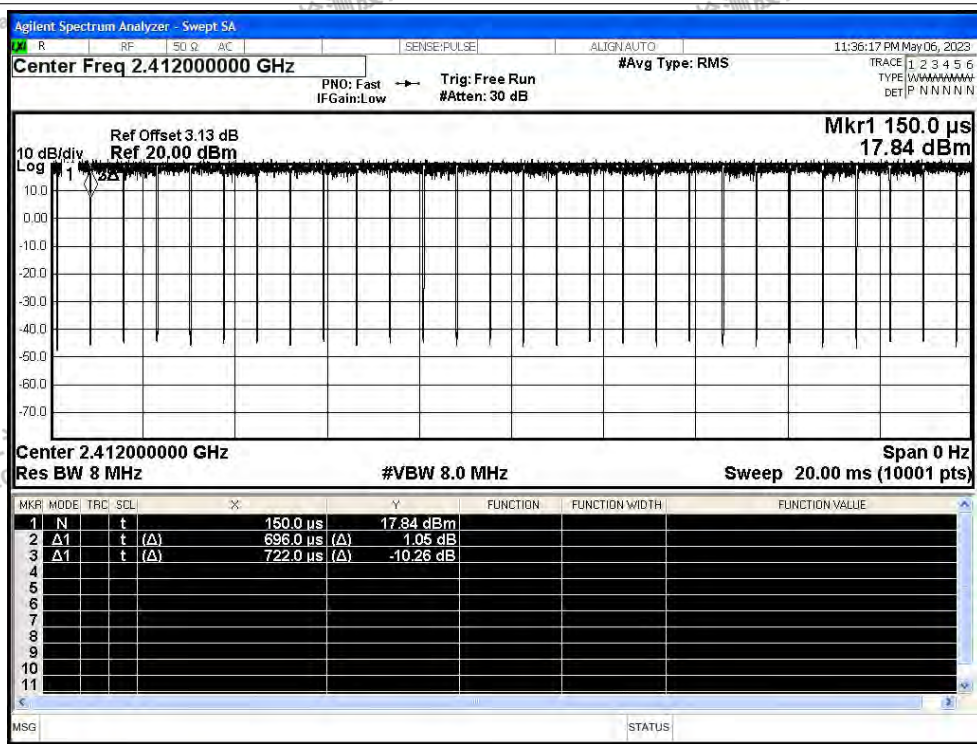 Agilent Spectrum Analyzer - Swept SA
R RF 50 Ω AC SENSE:PULSE ALIGN AUTO 11:36:17 PM May 06, 2023
Center Freq 2.412000000 GHz #Avg Type: RMS TRACE 1 2 3 4 5 6
PNO: Fast Trig: Free Run TYPE WWWWWW
IFGain:Low #Atten: 30 dB DET P N N N N N
Ref Offset 3.13 dB Mkr1 150.0 µs
10 dB/div Ref 20.00 dBm 17.84 dBm
Log
1 3Δ
10.0
0.00
-10.0
-20.0
-30.0
-40.0
-50.0
-60.0
-70.0
Center 2.412000000 GHz Span 0 Hz
Res BW 8 MHz #VBW 8.0 MHz Sweep 20.00 ms (10001 pts)
MKR MODE TRC SCL X Y FUNCTION FUNCTION WIDTH FUNCTION VALUE
1 N t 150.0 µs 17.84 dBm
2 Δ1 t (Δ) 696.0 µs (Δ) 1.05 dB
3 Δ1 t (Δ) 722.0 µs (Δ) -10.26 dB
4
5
6
7
8
9
10
11
MSG STATUS